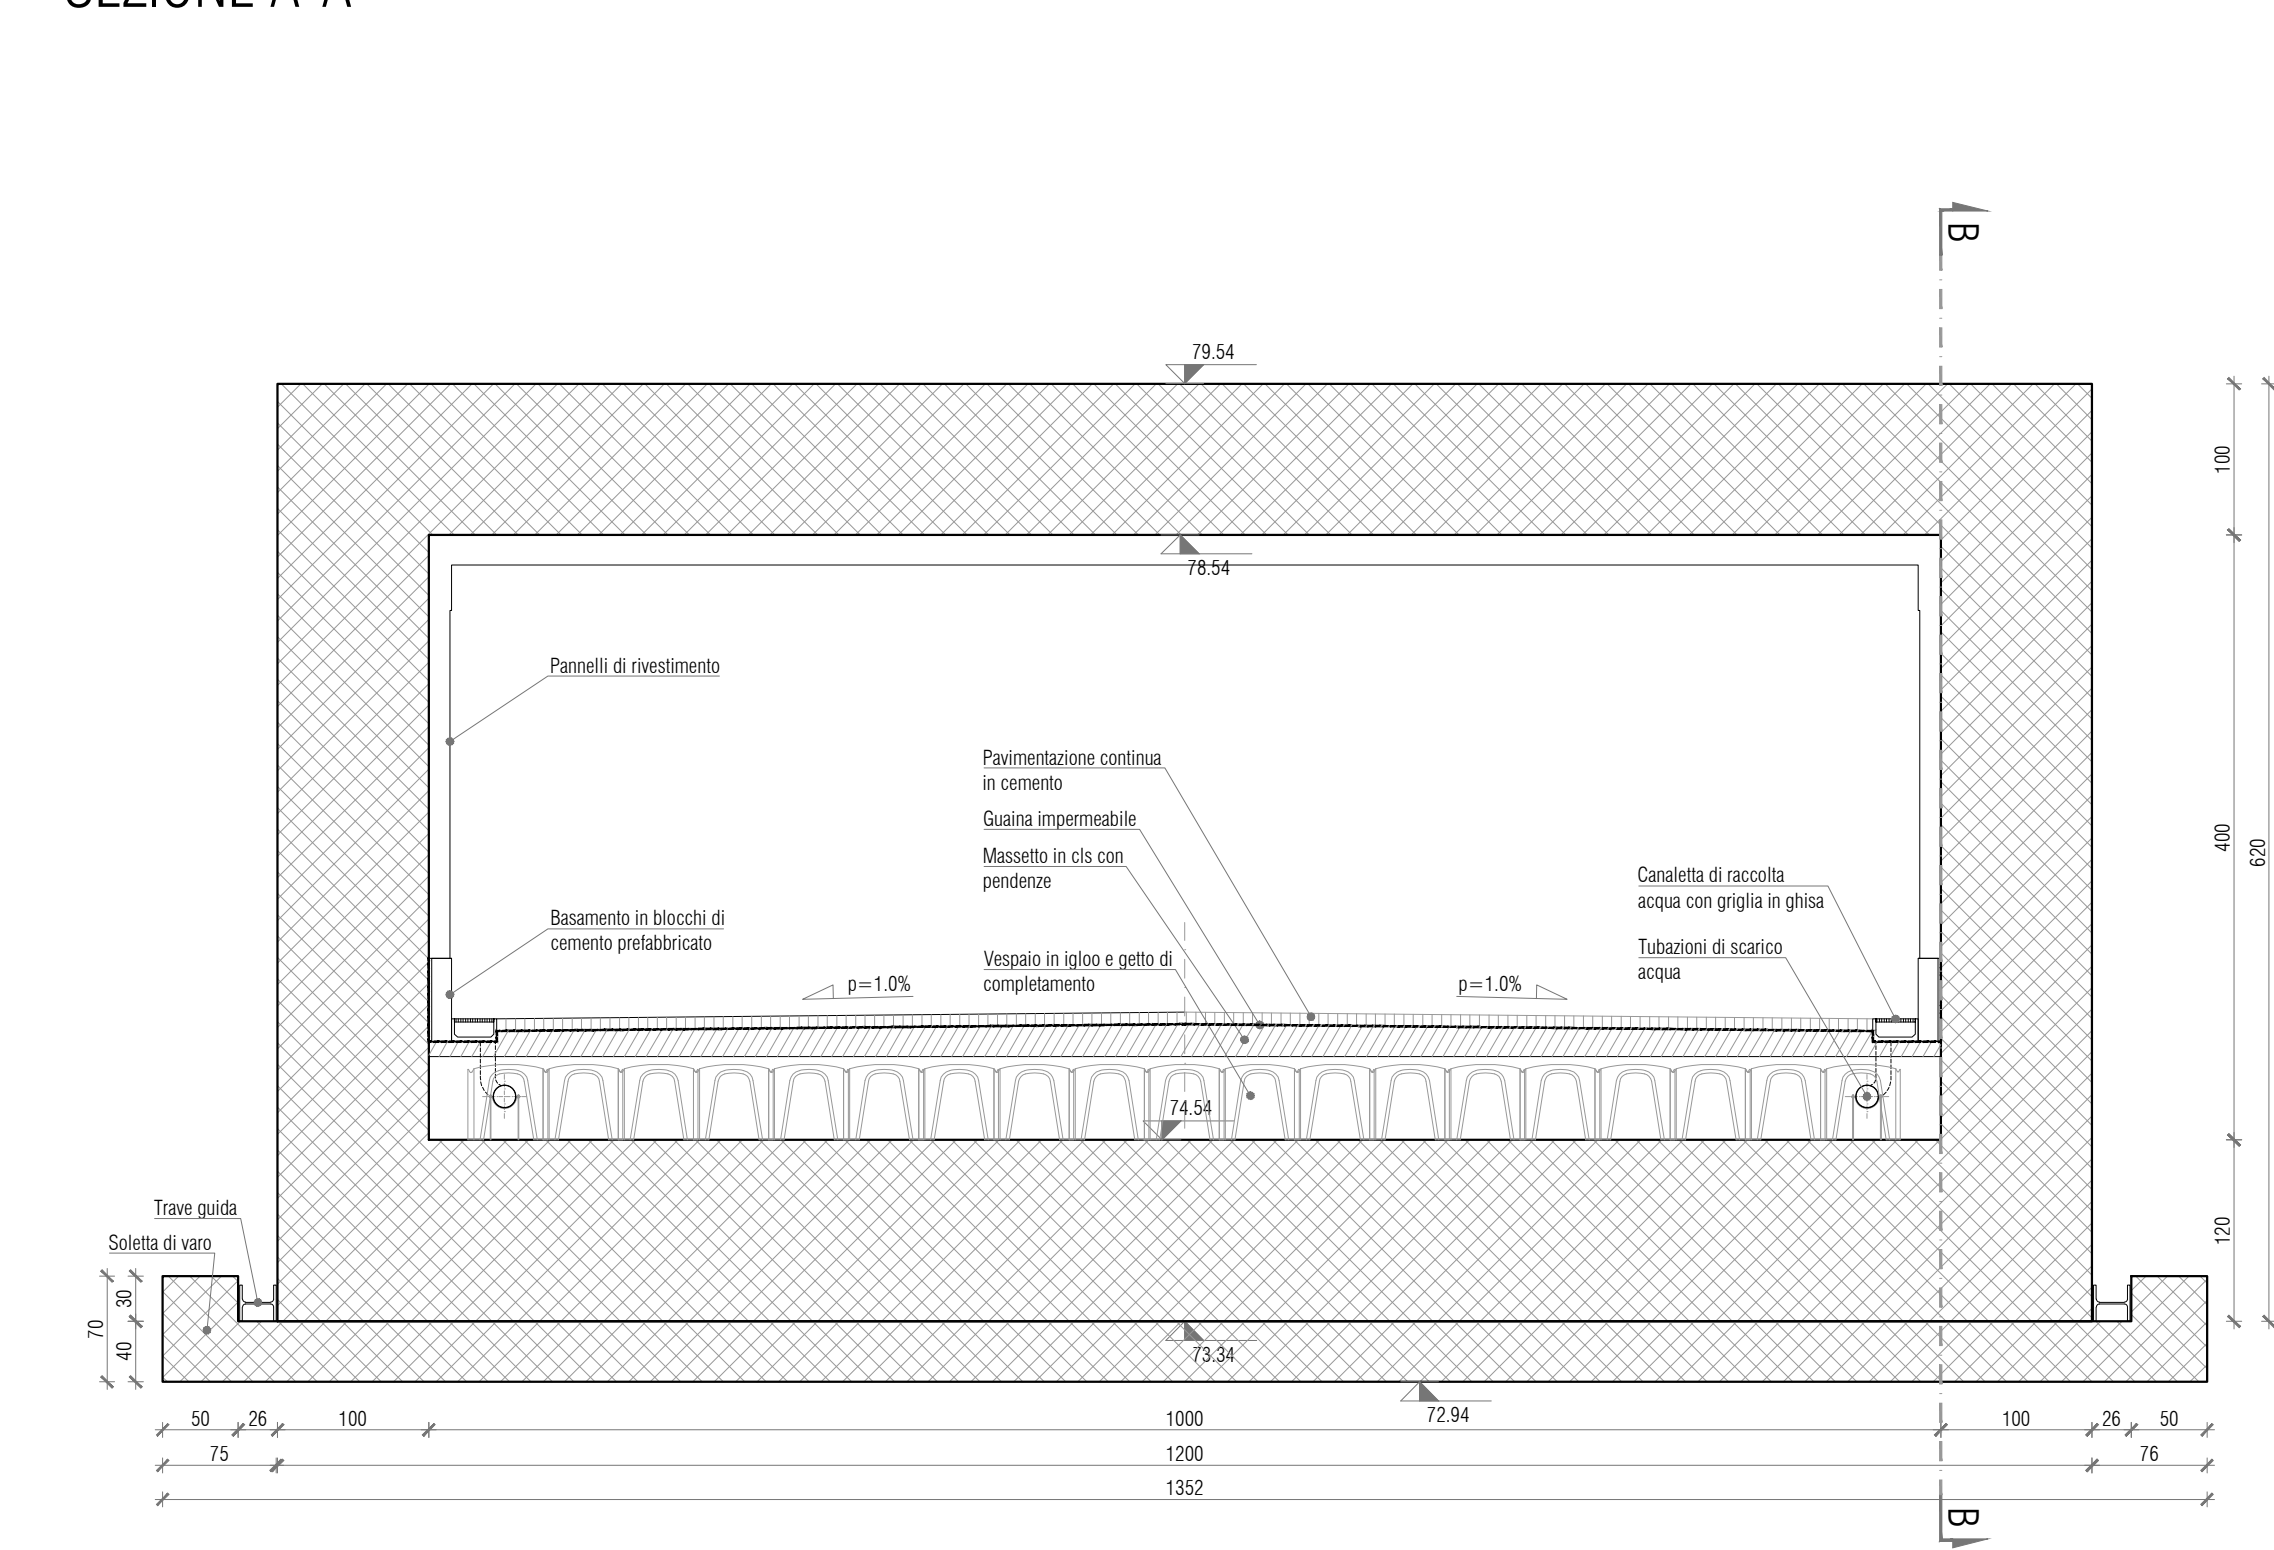 SEZIONE A-A
B
79.54
78.54
100
400
620
120
Pannelli di rivestimento
Pavimentazione continua
in cemento
Guaina impermeabile
Massetto in cls con
pendenze
Canaletta di raccolta
acqua con griglia in ghisa
Basamento in blocchi di
cemento prefabbricato
Tubazioni di scarico
acqua
Vespaio in igloo e getto di
completamento
p=1.0%
p=1.0%
74.54
Trave guida
Soletta di varo
70
30
40
73.34
72.94
50 26 100 1000 100 26 50
75 1200 76
1352
B